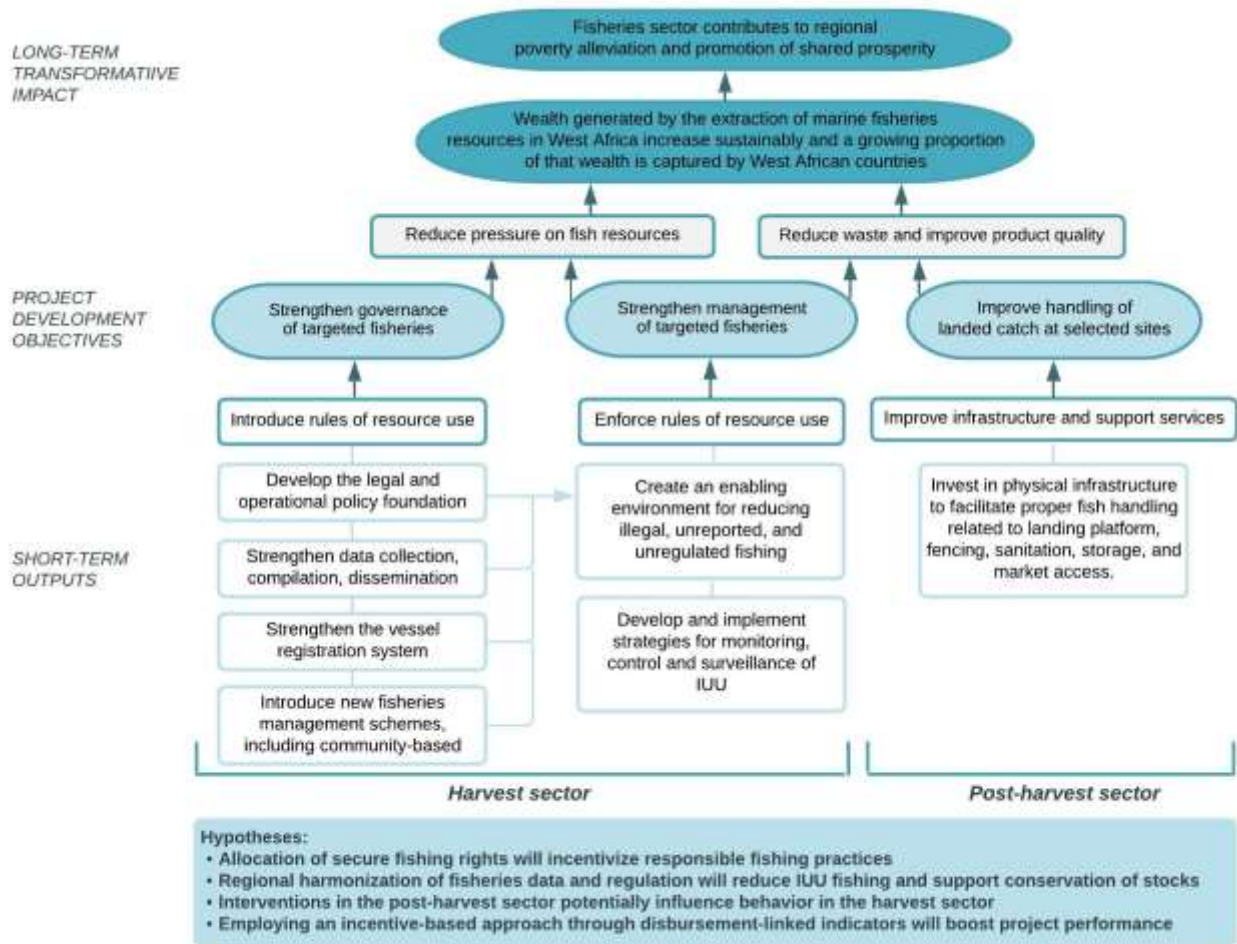 LONG-TERM
TRANSFORMATIIVE
IMPACT
Fisheries sector contributes to regional
poverty alleviation and promotion of shared prosperity
Wealth generated by the extraction of marine fisheries
resources in West Africa increase sustainably and a growing proportion
of that wealth is captured by West African countries
Reduce pressure on fish resources
Reduce waste and improve product quality
PROJECT
DEVELOPMENT
OBJECTIVES
Strengthen governance
of targeted fisheries
Strengthen management
of targeted fisheries
Improve handling of
landed catch at selected sites
Introduce rules of resource use
Enforce rules of resource use
Improve infrastructure and support services
SHORT-TERM
OUTPUTS
Develop the legal and
operational policy foundation
Strengthen data collection,
compilation, dissemination
Strengthen the vessel
registration system
Introduce new fisheries
management schemes,
including community-based
Create an enabling
environment for reducing
illegal, unreported, and
unregulated fishing
Develop and implement
strategies for monitoring,
control and surveillance of
IUU
Invest in physical infrastructure
to facilitate proper fish handling
related to landing platform,
fencing, sanitation, storage, and
market access.
Harvest sector
Post-harvest sector
Hypotheses:
• Allocation of secure fishing rights will incentivize responsible fishing practices
• Regional harmonization of fisheries data and regulation will reduce IUU fishing and support conservation of stocks
• Interventions in the post-harvest sector potentially influence behavior in the harvest sector
• Employing an incentive-based approach through disbursement-linked indicators will boost project performance